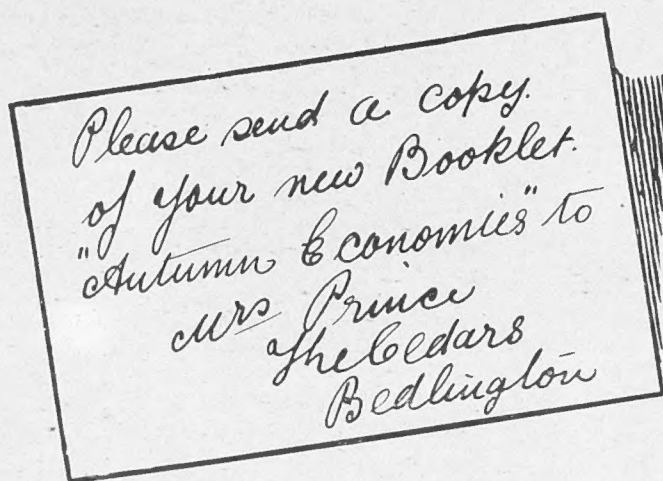 Please send a copy.
of your new Booklet.
"Autumn Economies" to
Mrs Prince
The Cedars
Bedlington